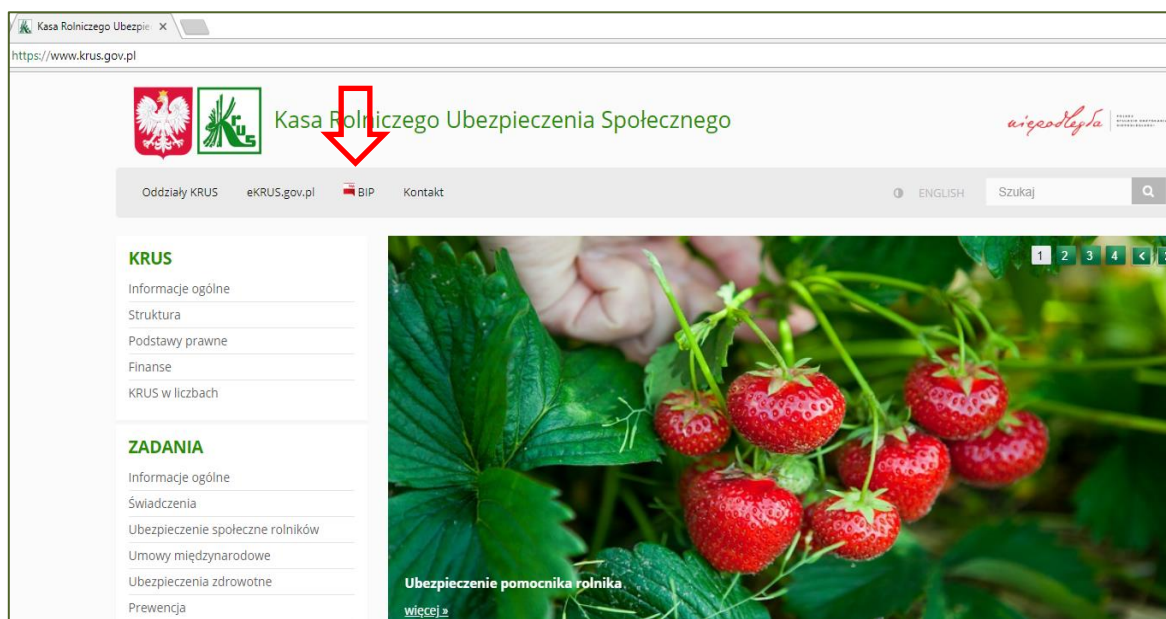 Kasa Rolniczego Ubezpie
https://www.krus.gov.pl
Krus
Kasa Rolniczego Ubezpieczenia Społecznego
niepodległa
Oddziały KRUS eKRUS.gov.pl BIP Kontakt ENGLISH Szukaj
1 2 3 4 <
KRUS
Informacje ogólne
Struktura
Podstawy prawne
Finanse
KRUS w liczbach
ZADANIA
Informacje ogólne
Świadczenia
Ubezpieczenie społeczne rolników
Umowy międzynarodowe
Ubezpieczenia zdrowotne
Prewencja
Ubezpieczenie pomocnika rolnika
więcej »